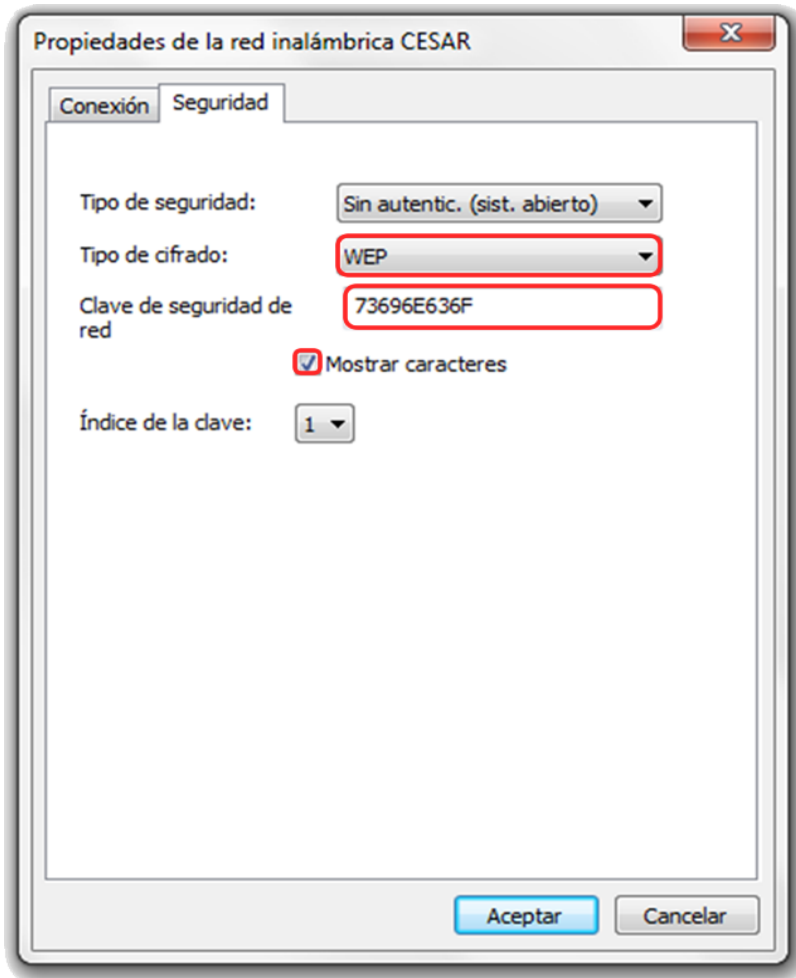 Propiedades de la red inalámbrica CESAR
Conexión Seguridad
Tipo de seguridad: Sin autentic. (sist. abierto)
Tipo de cifrado: WEP
Clave de seguridad de 73696E636F
red
Mostrar caracteres
Índice de la clave: 1
Aceptar Cancelar